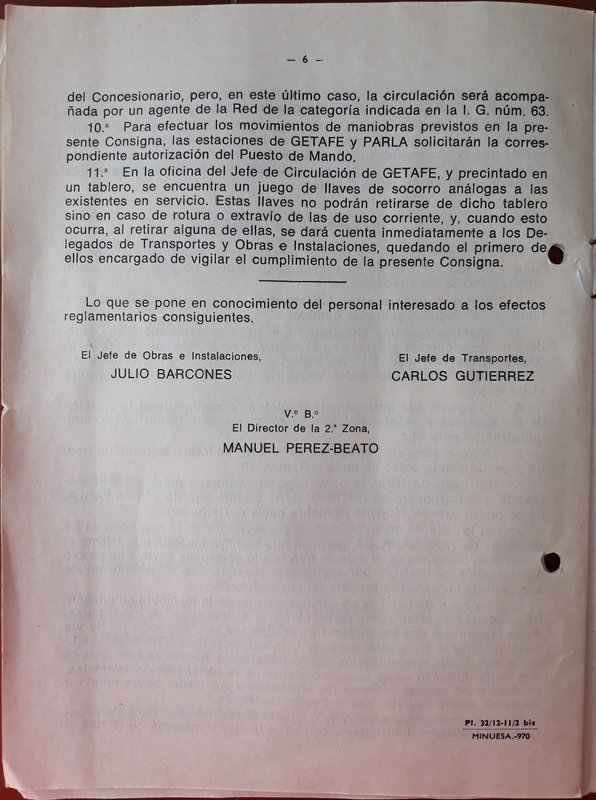 — 6 —
del Concesionario, pero, en este último caso, la circulación será acompa-
ñada por un agente de la Red de la categoría indicada en la I. G. núm. 63.
10.ª Para efectuar los movimientos de maniobras previstos en la pre-
sente Consigna, las estaciones de GETAFE y PARLA solicitarán la corres-
pondiente autorización del Puesto de Mando.
11.ª En la oficina del Jefe de Circulación de GETAFE, y precintado en
un tablero, se encuentra un juego de llaves de socorro análogas a las
existentes en servicio. Estas llaves no podrán retirarse de dicho tablero
sino en caso de rotura o extravío de las de uso corriente, y, cuando esto
ocurra, al retirar alguna de ellas, se dará cuenta inmediatamente a los De-
legados de Transportes y Obras e Instalaciones, quedando el primero de
ellos encargado de vigilar el cumplimiento de la presente Consigna.
Lo que se pone en conocimiento del personal interesado a los efectos
reglamentarios consiguientes.
El Jefe de Obras e Instalaciones,
JULIO BARCONES
El Jefe de Transportes,
CARLOS GUTIERREZ
V.º B.º
El Director de la 2.ª Zona,
MANUEL PEREZ-BEATO
Pl. 32/12-11/2 bis
MINUESA.-970